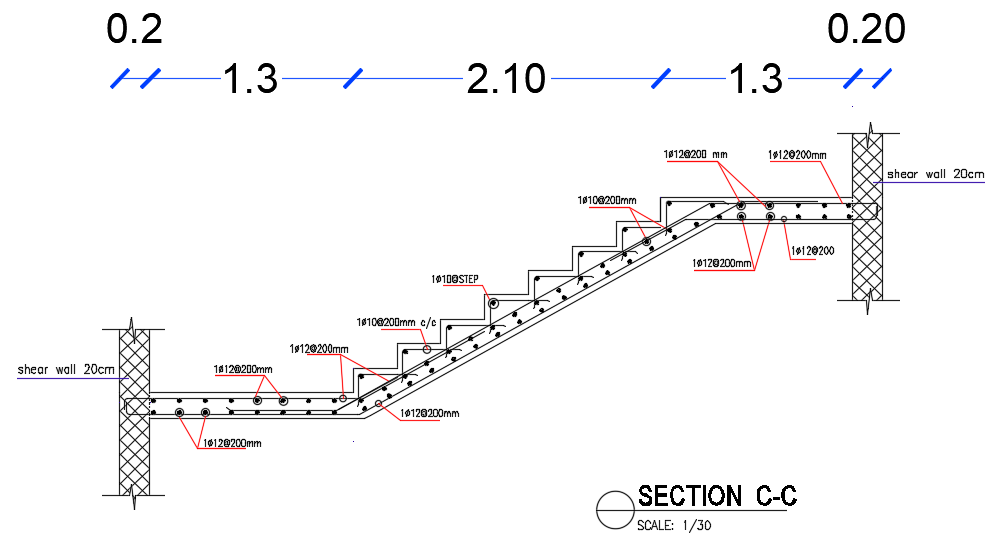 0.2
0.20
1.3
2.10
1.3
1ø12@200 mm
1ø12@200mm
shear wall 20cm
1ø10@200mm
1ø12@200
1ø12@200mm
1ø10@STEP
1ø10@200mm c/c
1ø12@200mm
shear wall 20cm
1ø12@200mm
1ø12@200mm
1ø12@200mm
SECTION C-C
SCALE: 1/30